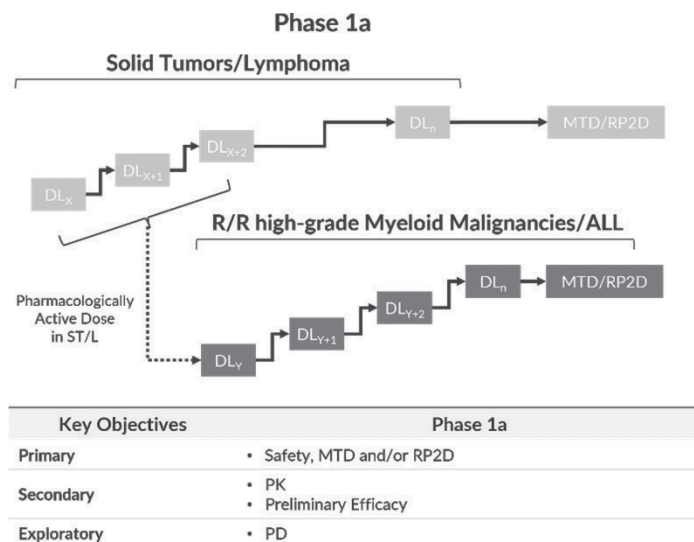 Phase 1a
Solid Tumors/Lymphoma
DLX
DLX+1
DLX+2
DLn
MTD/RP2D
R/R high-grade Myeloid Malignancies/ALL
Pharmacologically
Active Dose
in ST/L
DLY
DLY+1
DLY+2
DLn
MTD/RP2D
Key Objectives Phase 1a
Primary • Safety, MTD and/or RP2D
Secondary • PK
• Preliminary Efficacy
Exploratory • PD